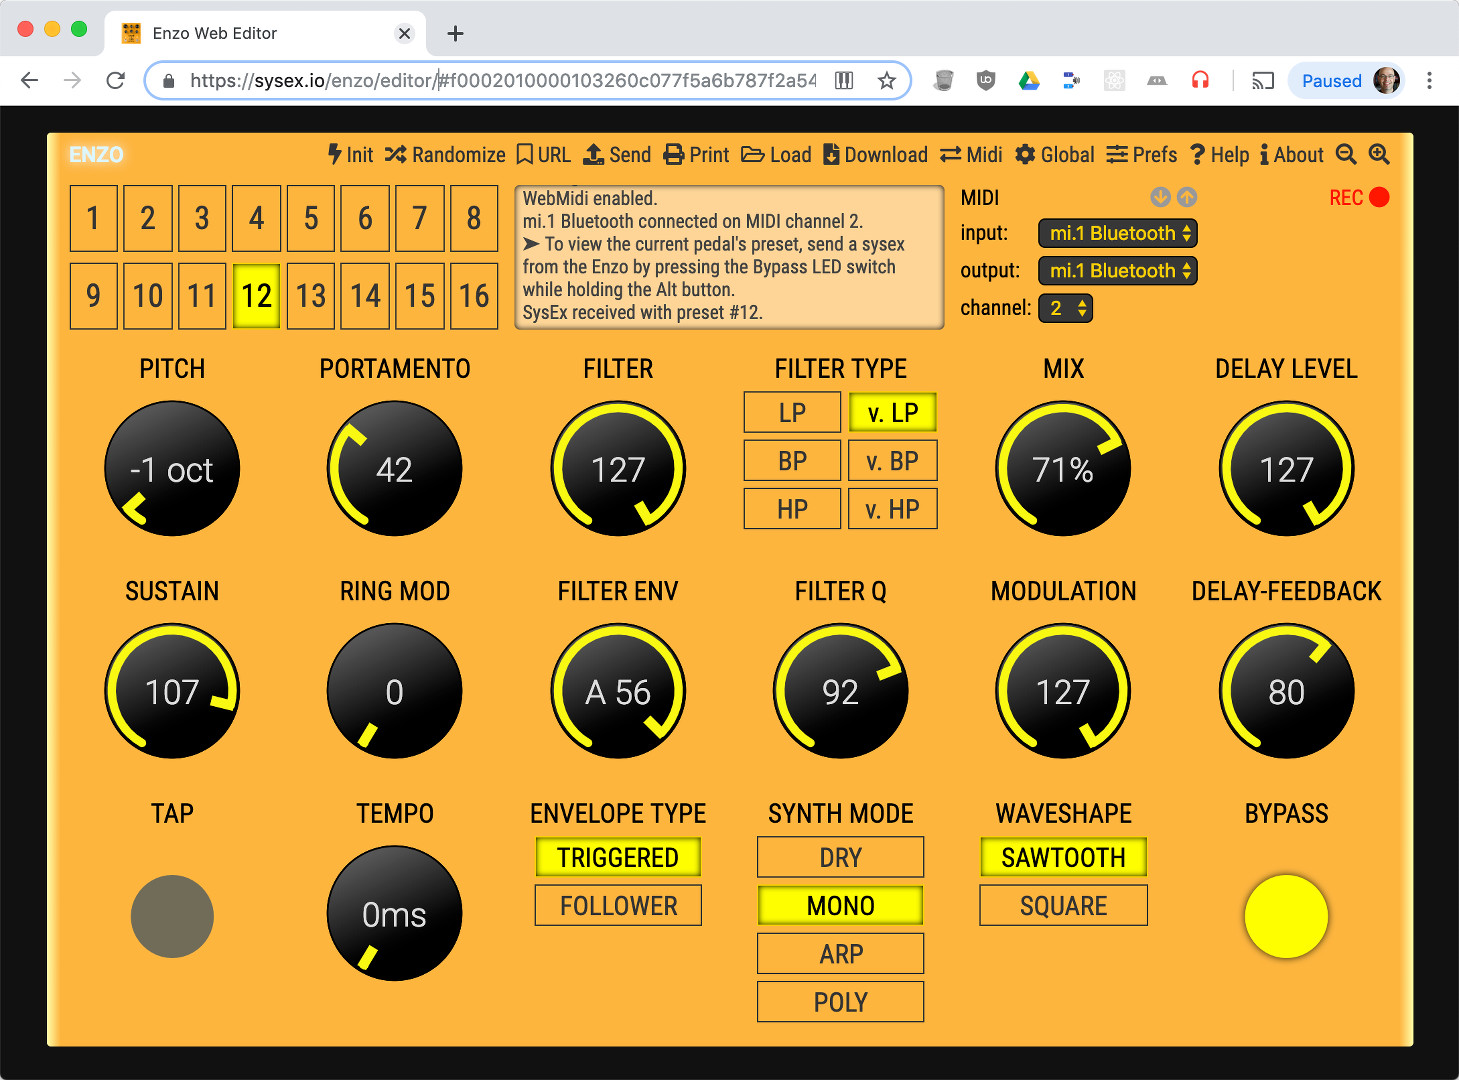 Enzo Web Editor
https://sysex.io/enzo/editor/#f0002010000103260c077f5a6b787f2a54
Paused
ENZO
Init Randomize URL Send Print Load Download Midi Global Prefs Help About
1 2 3 4 5 6 7 8
9 10 11 12 13 14 15 16
WebMidi enabled.
mi.1 Bluetooth connected on MIDI channel 2.
➤ To view the current pedal's preset, send a sysex
from the Enzo by pressing the Bypass LED switch
while holding the Alt button.
SysEx received with preset #12.
MIDI
REC
input: mi.1 Bluetooth
output: mi.1 Bluetooth
channel: 2
PITCH PORTAMENTO FILTER FILTER TYPE MIX DELAY LEVEL
-1 oct 42 127
LP v. LP
BP v. BP
HP v. HP
71% 127
SUSTAIN RING MOD FILTER ENV FILTER Q MODULATION DELAY-FEEDBACK
107 0 A 56 92 127 80
TAP TEMPO ENVELOPE TYPE SYNTH MODE WAVESHAPE BYPASS
0ms
TRIGGERED
FOLLOWER
DRY
MONO
ARP
POLY
SAWTOOTH
SQUARE